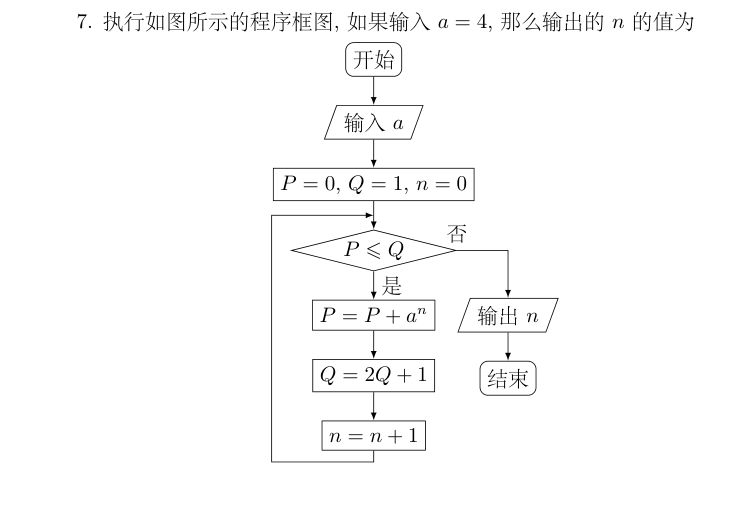 7. 执行如图所示的程序框图, 如果输入 a = 4, 那么输出的 n 的值为
开始
输入 a
P = 0, Q = 1, n = 0
P ⩽ Q
否
是
P = P + aⁿ
输出 n
Q = 2Q + 1
结束
n = n + 1